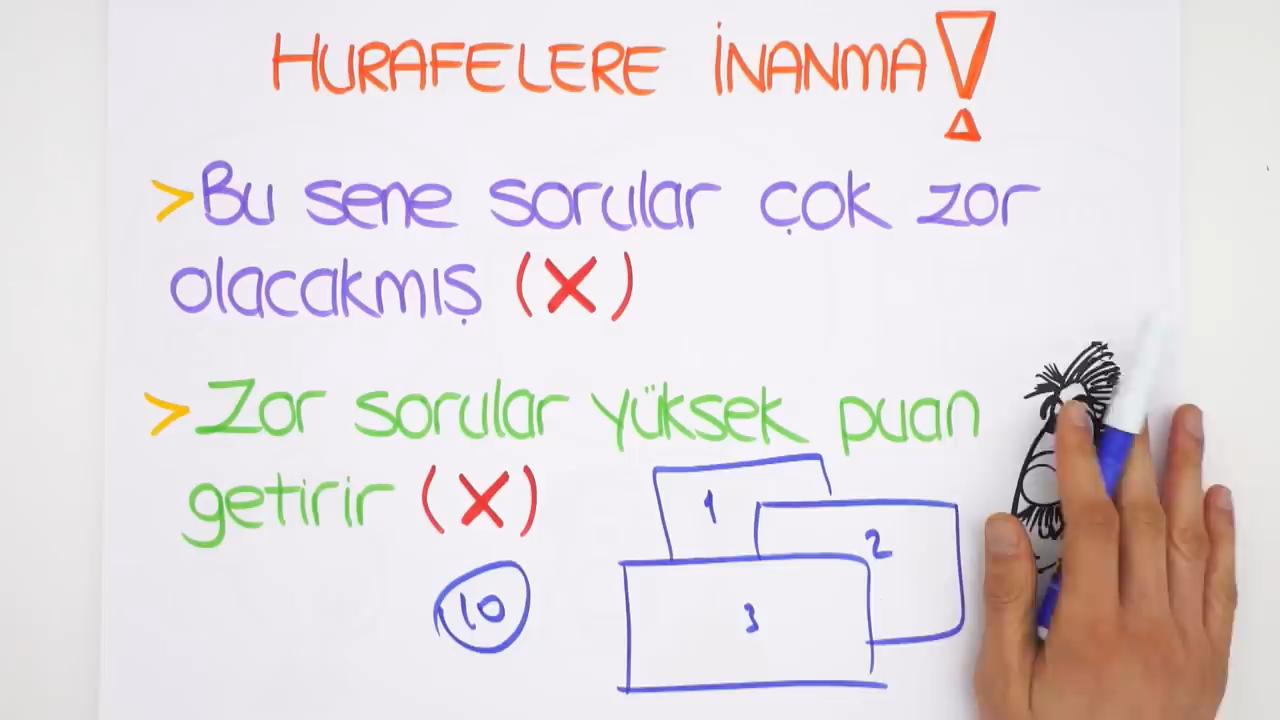 HURAFELERE İNANMA!
>Bu sene sorular çok zor
olacakmış (X)
> Zor sorular yüksek puan
getirir (X)
1
2
10
3